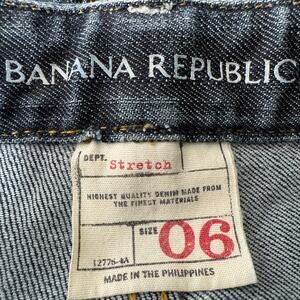 BANANA REPUBLIC
DEPT.
Stretch
HIGHEST QUALITY DENIM MADE FROM
THE FINEST MATERIALS
SIZE
06
12776-4A
MADE IN THE PHILIPPINES